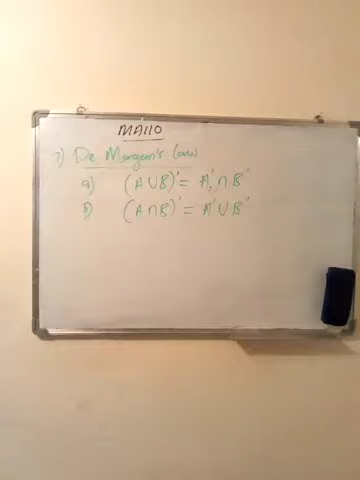 MA110
7) De Morgan's law
a) (A ∪ B)' = A' ∩ B'
b) (A ∩ B)' = A' ∪ B'